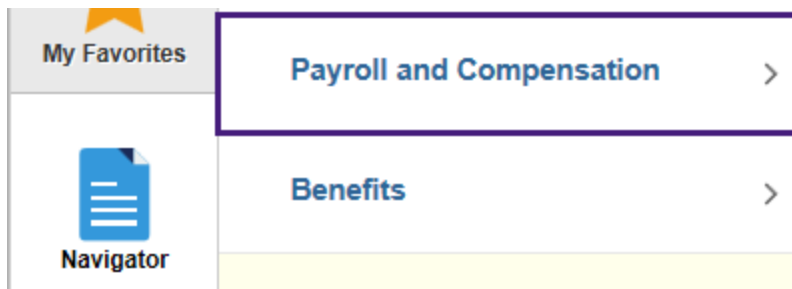 My Favorites
Payroll and Compensation
Benefits
Navigator